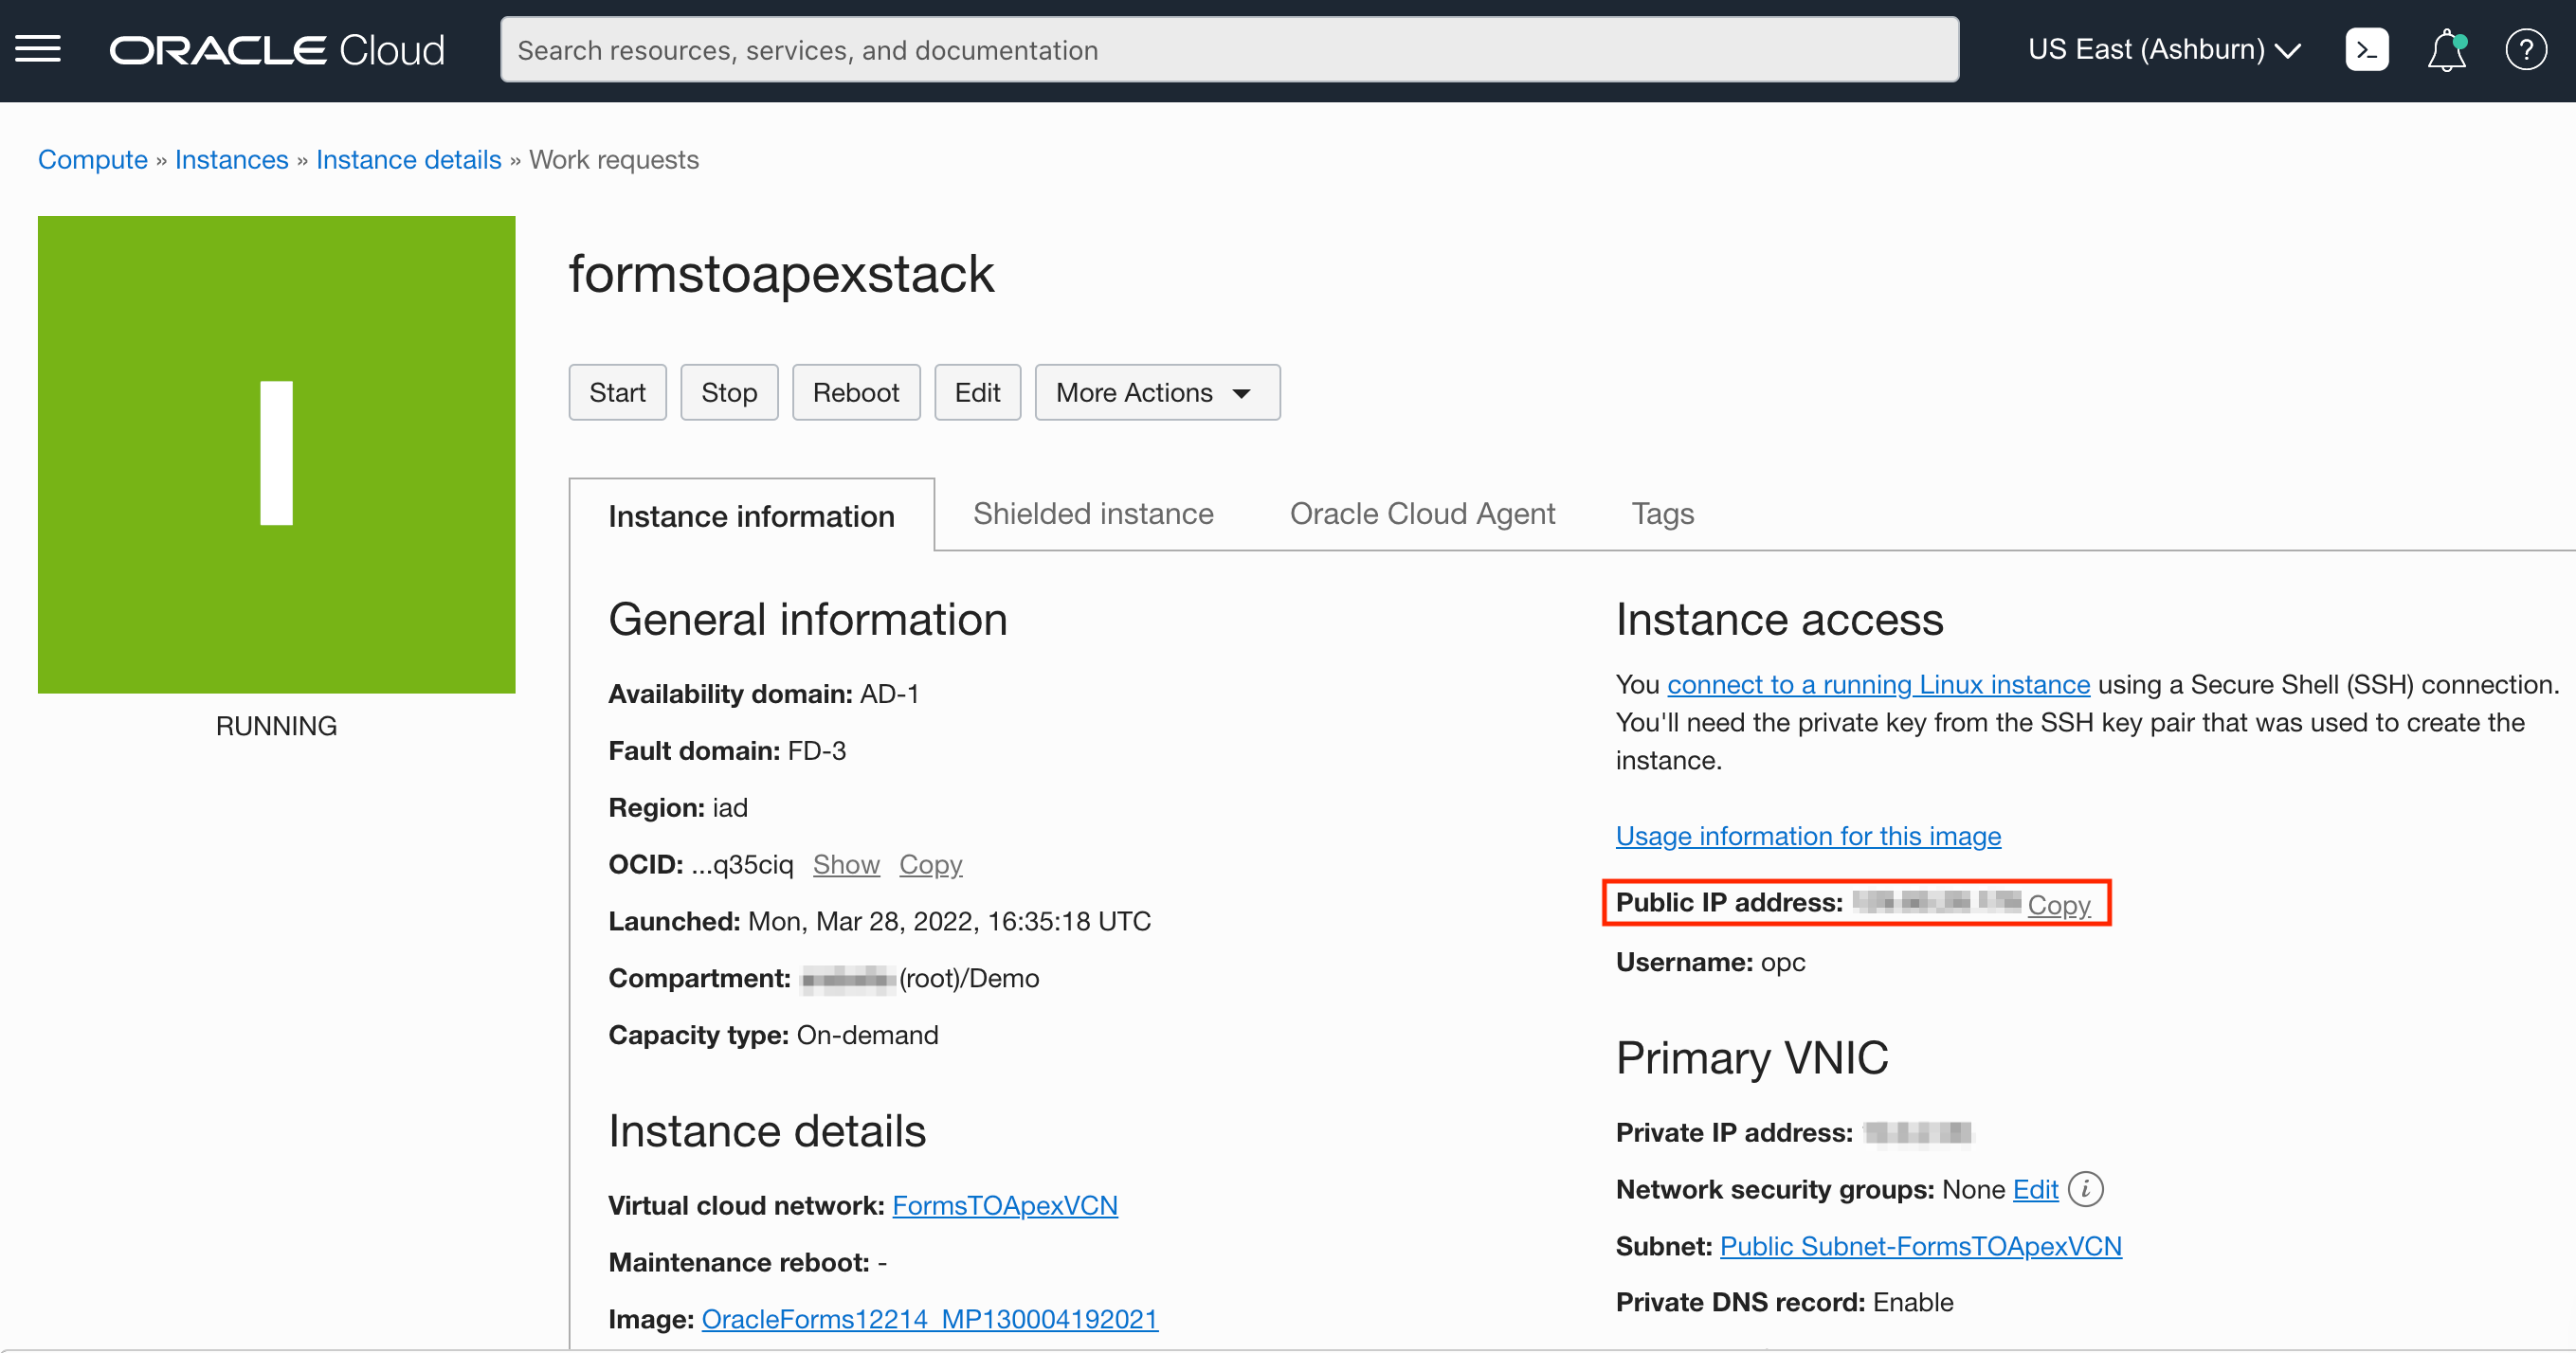 ORACLE Cloud
Search resources, services, and documentation
US East (Ashburn)
Compute » Instances » Instance details » Work requests
I
RUNNING
formstoapexstack
Start Stop Reboot Edit More Actions
Instance information Shielded instance Oracle Cloud Agent Tags
General information
Availability domain: AD-1
Fault domain: FD-3
Region: iad
OCID: ...q35ciq Show Copy
Launched: Mon, Mar 28, 2022, 16:35:18 UTC
Compartment: (root)/Demo
Capacity type: On-demand
Instance details
Virtual cloud network: FormsTOApexVCN
Maintenance reboot: -
Image: OracleForms12214_MP130004192021
Instance access
You connect to a running Linux instance using a Secure Shell (SSH) connection.
You'll need the private key from the SSH key pair that was used to create the
instance.
Usage information for this image
Public IP address: Copy
Username: opc
Primary VNIC
Private IP address:
Network security groups: None Edit i
Subnet: Public Subnet-FormsTOApexVCN
Private DNS record: Enable